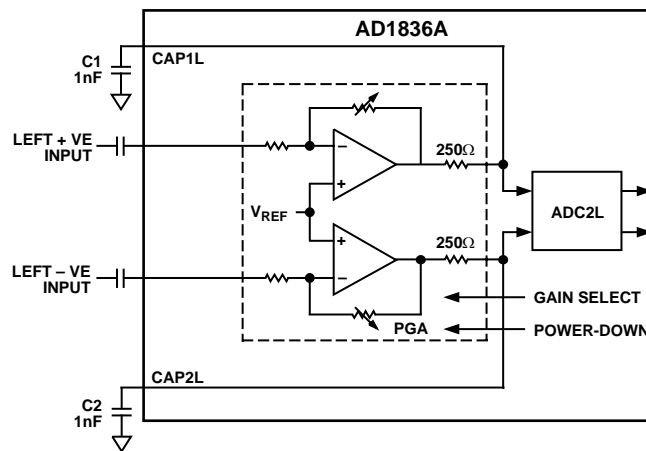 AD1836A
C1
1nF
CAP1L
LEFT + VE
INPUT
–
+
250Ω
VREF
ADC2L
+
–
250Ω
LEFT – VE
INPUT
GAIN SELECT
PGA
POWER-DOWN
CAP2L
C2
1nF